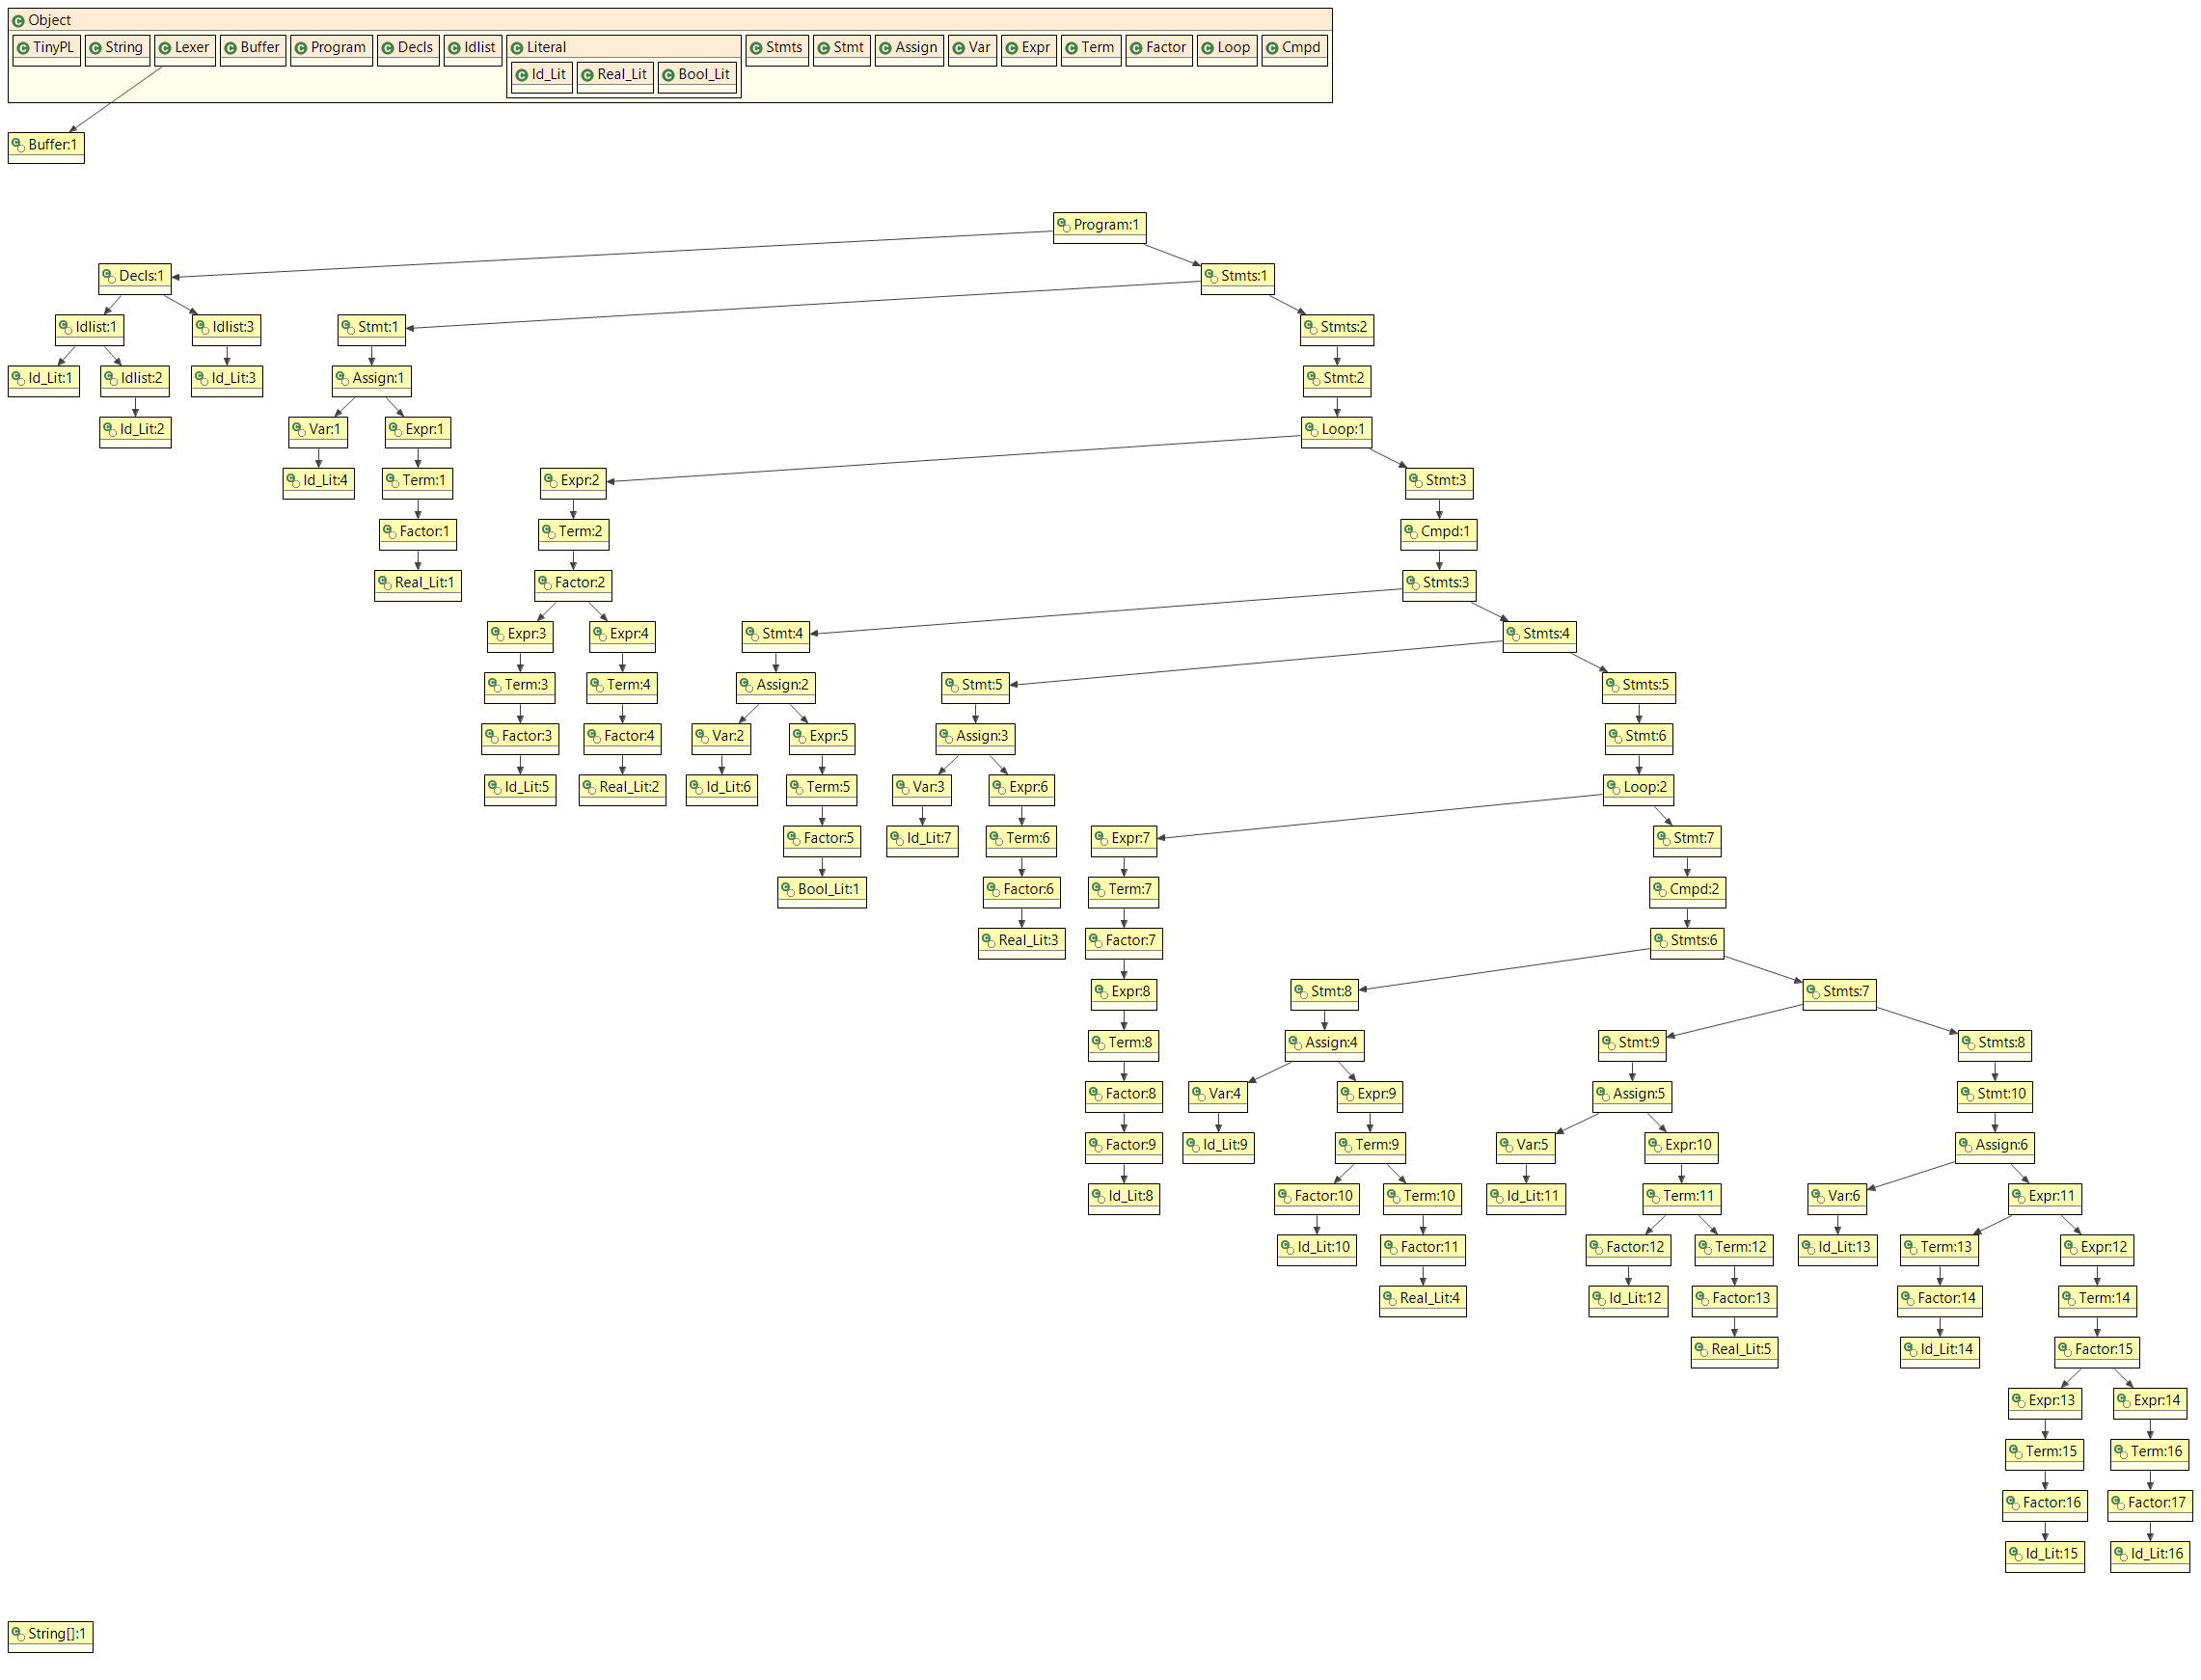 Object
TinyPL String Lexer Buffer Program Decls Idlist Literal Stmts Stmt Assign Var Expr Term Factor Loop Cmpd
Id_Lit Real_Lit Bool_Lit
Buffer:1
Program:1
Decls:1 Stmts:1
Idlist:1 Idlist:3 Stmt:1 Stmts:2
Id_Lit:1 Idlist:2 Id_Lit:3 Assign:1 Stmt:2
Id_Lit:2 Var:1 Expr:1 Loop:1
Id_Lit:4 Term:1 Expr:2 Stmt:3
Factor:1 Term:2 Cmpd:1
Real_Lit:1 Factor:2 Stmts:3
Expr:3 Expr:4 Stmt:4 Stmts:4
Term:3 Term:4 Assign:2 Stmt:5 Stmts:5
Factor:3 Factor:4 Var:2 Expr:5 Assign:3 Stmt:6
Id_Lit:5 Real_Lit:2 Id_Lit:6 Term:5 Var:3 Expr:6 Loop:2
Factor:5 Id_Lit:7 Term:6 Expr:7 Stmt:7
Bool_Lit:1 Factor:6 Term:7 Cmpd:2
Real_Lit:3 Factor:7 Stmts:6
Expr:8 Stmt:8 Stmts:7
Term:8 Assign:4 Stmt:9 Stmts:8
Factor:8 Var:4 Expr:9 Assign:5 Stmt:10
Factor:9 Id_Lit:9 Term:9 Var:5 Expr:10 Assign:6
Id_Lit:8 Factor:10 Term:10 Id_Lit:11 Term:11 Var:6 Expr:11
Id_Lit:10 Factor:11 Factor:12 Term:12 Id_Lit:13 Term:13 Expr:12
Real_Lit:4 Id_Lit:12 Factor:13 Factor:14 Term:14
Real_Lit:5 Id_Lit:14 Factor:15
Expr:13 Expr:14
Term:15 Term:16
Factor:16 Factor:17
Id_Lit:15 Id_Lit:16
String[]:1